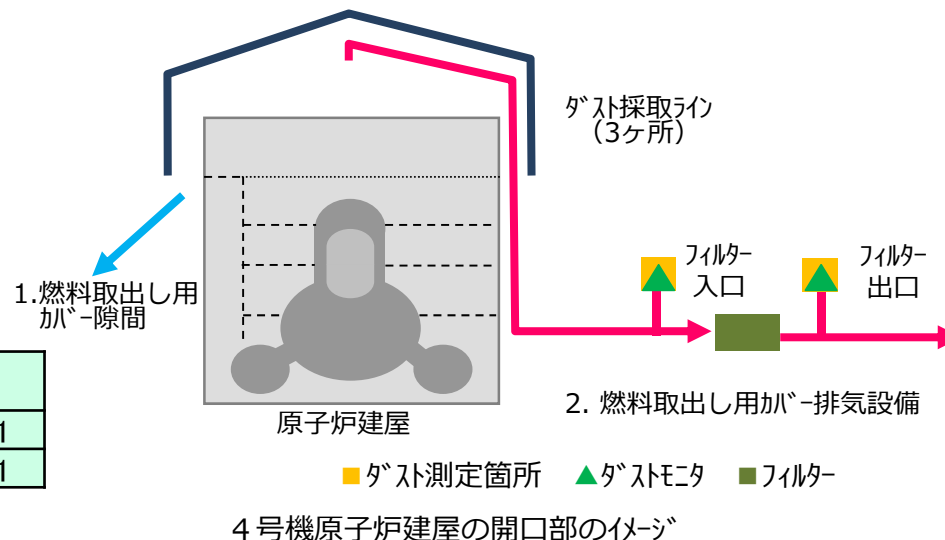 ﾀﾞｽﾄ採取ﾗｲﾝ
（3ヶ所）
フィルター
入口
フィルター
出口
1.燃料取出し用
ｶﾊﾞｰ隙間
1
1
原子炉建屋
2. 燃料取出し用ｶﾊﾞｰ排気設備
ﾀﾞｽﾄ測定箇所 ﾀﾞｽﾄﾓﾆﾀ フィルター
４号機原子炉建屋の開口部のｲﾒｰｼﾞ